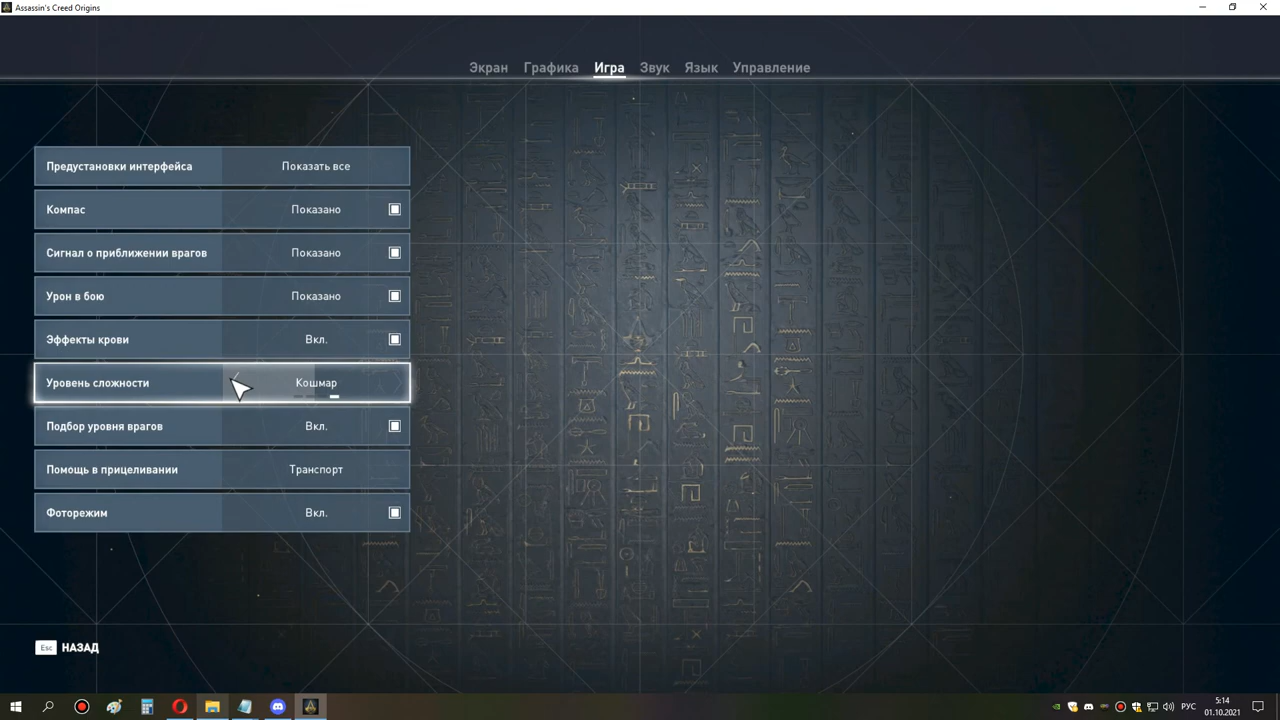 Assassin's Creed Origins
Экран Графика Игра Звук Язык Управление
Предустановки интерфейса Показать все
Компас Показано
Сигнал о приближении врагов Показано
Урон в бою Показано
Эффекты крови Вкл.
Уровень сложности Кошмар
Подбор уровня врагов Вкл.
Помощь в прицеливании Транспорт
Фоторежим Вкл.
Esc НАЗАД
РУС
5:14
01.10.2021